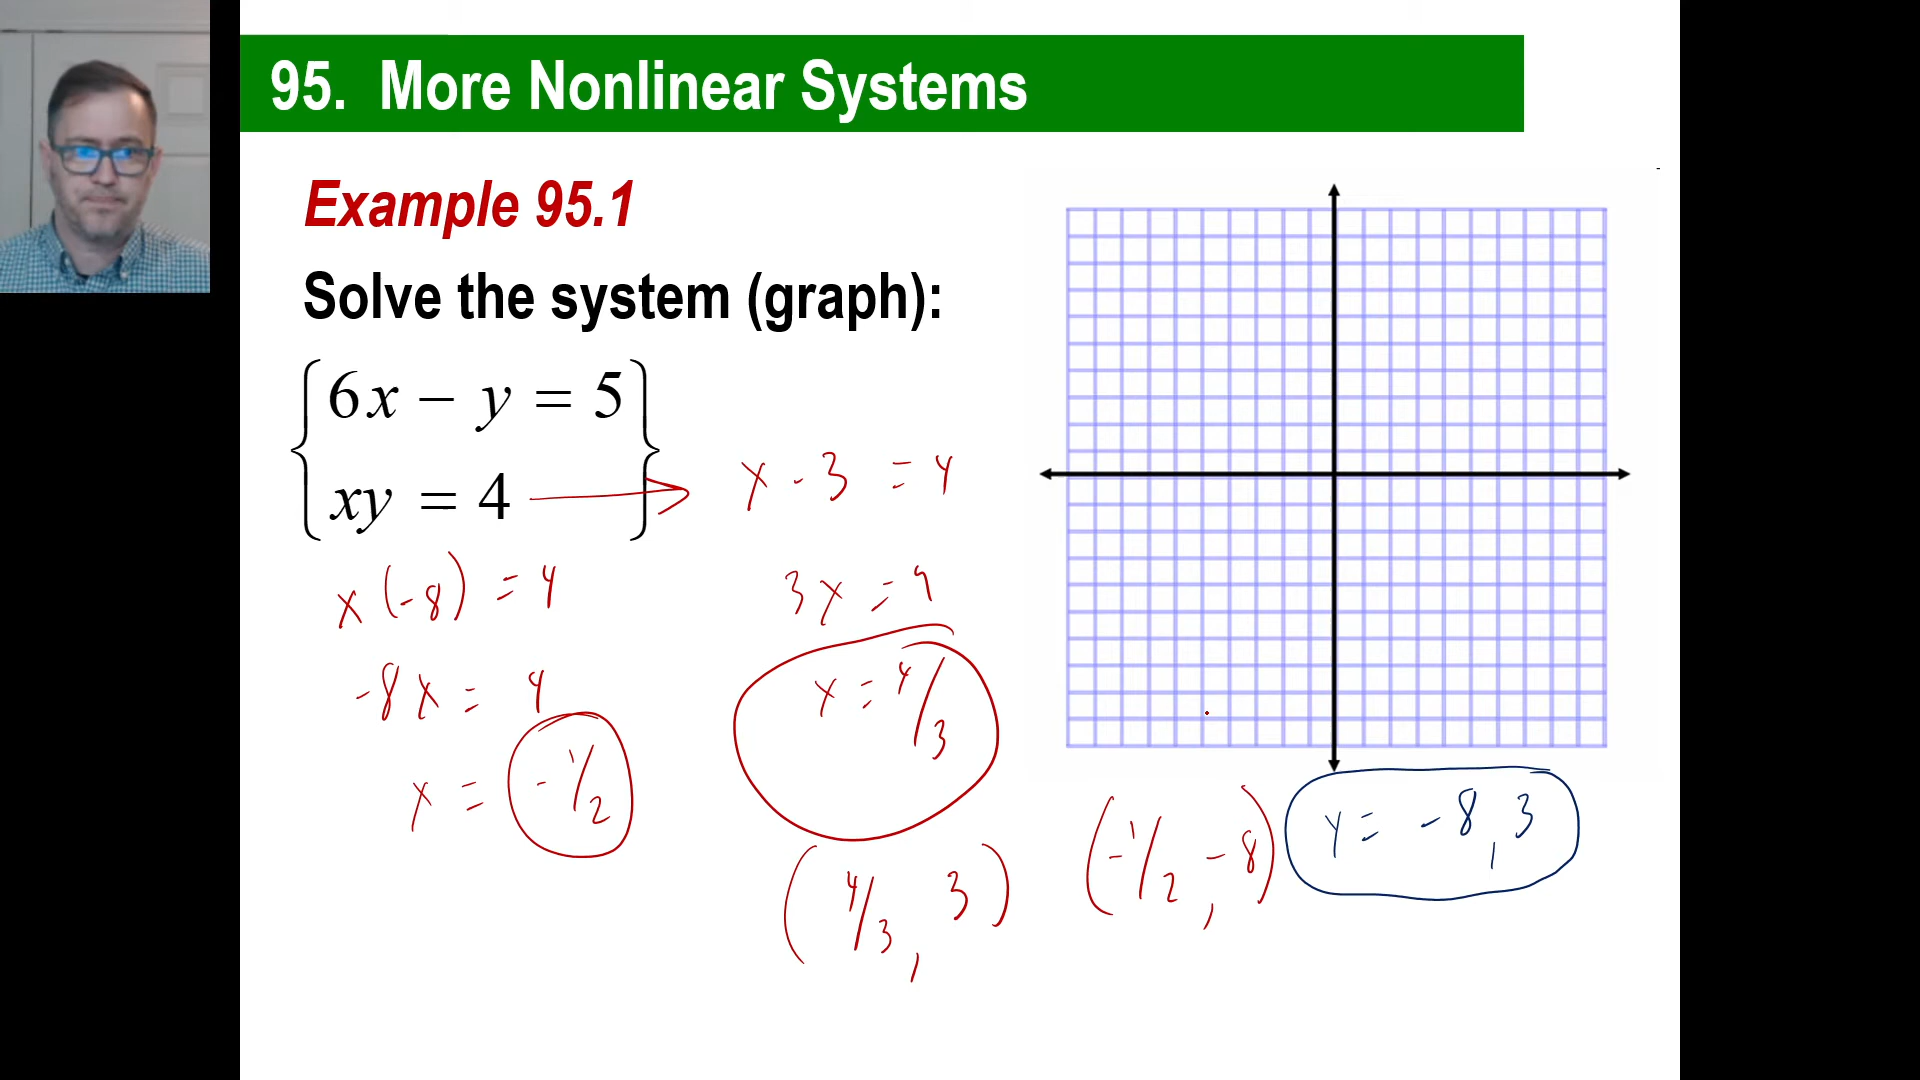 95. More Nonlinear Systems
Example 95.1
Solve the system (graph):
6x − y = 5
xy = 4
x - 3 = 4
x(-8) = 4
3x = 4
-8x = 4
x = 4/3
x = -1/2
(4/3, 3)
(-1/2, -8)
y = -8, 3